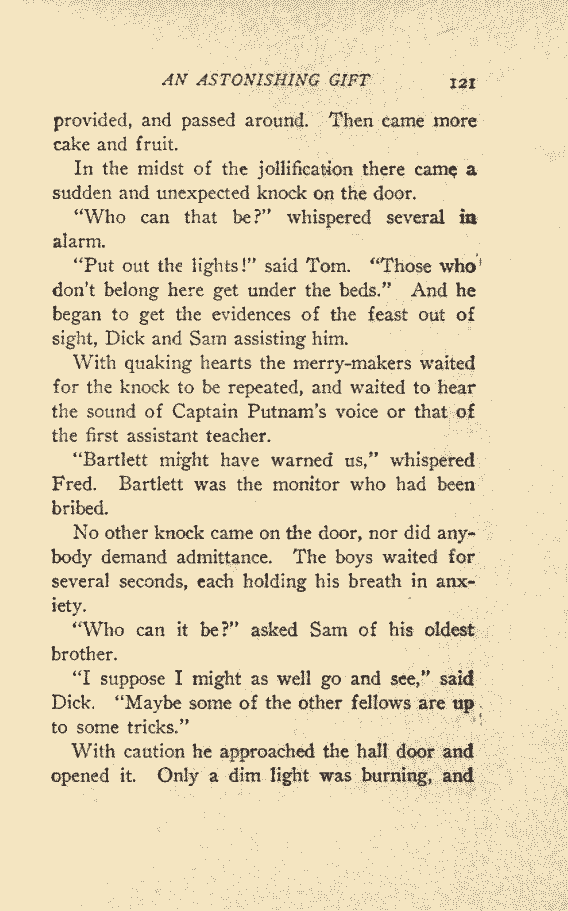 AN ASTONISHING GIFT 121
provided, and passed around. Then came more
cake and fruit.
In the midst of the jollification there came a
sudden and unexpected knock on the door.
"Who can that be?" whispered several in
alarm.
"Put out the lights!" said Tom. "Those who
don't belong here get under the beds." And he
began to get the evidences of the feast out of
sight, Dick and Sam assisting him.
With quaking hearts the merry-makers waited
for the knock to be repeated, and waited to hear
the sound of Captain Putnam's voice or that of
the first assistant teacher.
"Bartlett might have warned us," whispered
Fred. Bartlett was the monitor who had been
bribed.
No other knock came on the door, nor did any-
body demand admittance. The boys waited for
several seconds, each holding his breath in anx-
iety.
"Who can it be?" asked Sam of his oldest
brother.
"I suppose I might as well go and see," said
Dick. "Maybe some of the other fellows are up
to some tricks."
With caution he approached the hall door and
opened it. Only a dim light was burning, and